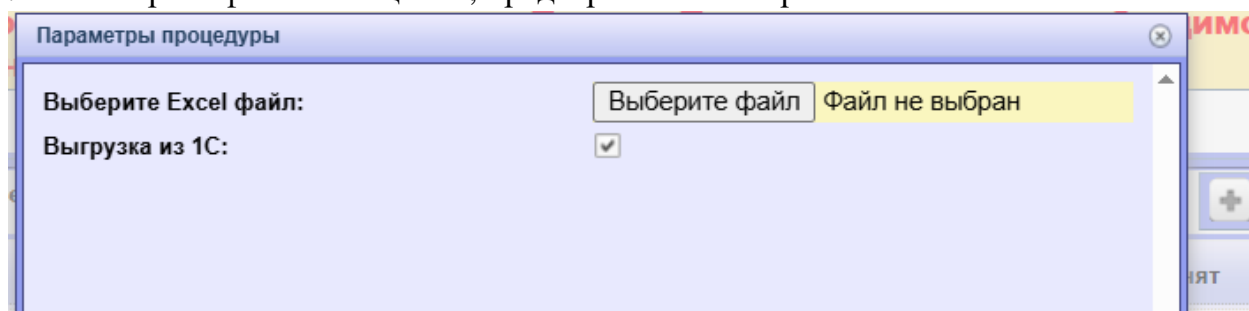 Параметры процедуры
Выберите Excel файл:
Выберите файл Файл не выбран
Выгрузка из 1С: